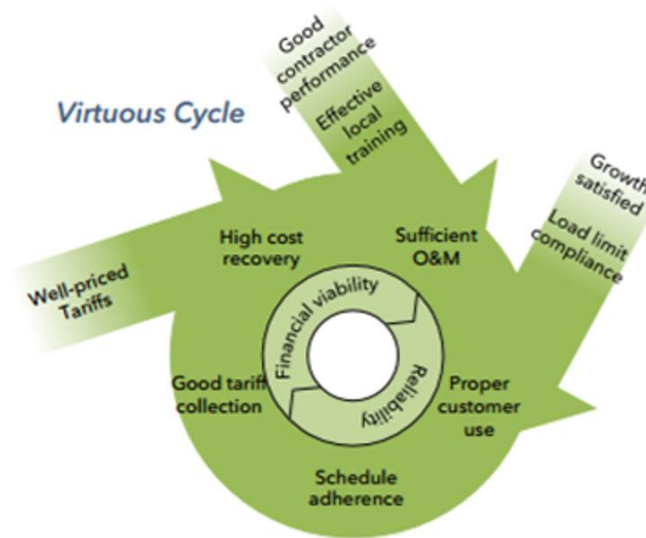 Good
contractor
performance
Effective
local
training
Virtuous Cycle
Growth
satisfied
Load limit
compliance
Well-priced
Tariffs
High cost
recovery
Sufficient
O&M
Financial viability
Reliability
Good tariff
collection
Proper
customer
use
Schedule
adherence